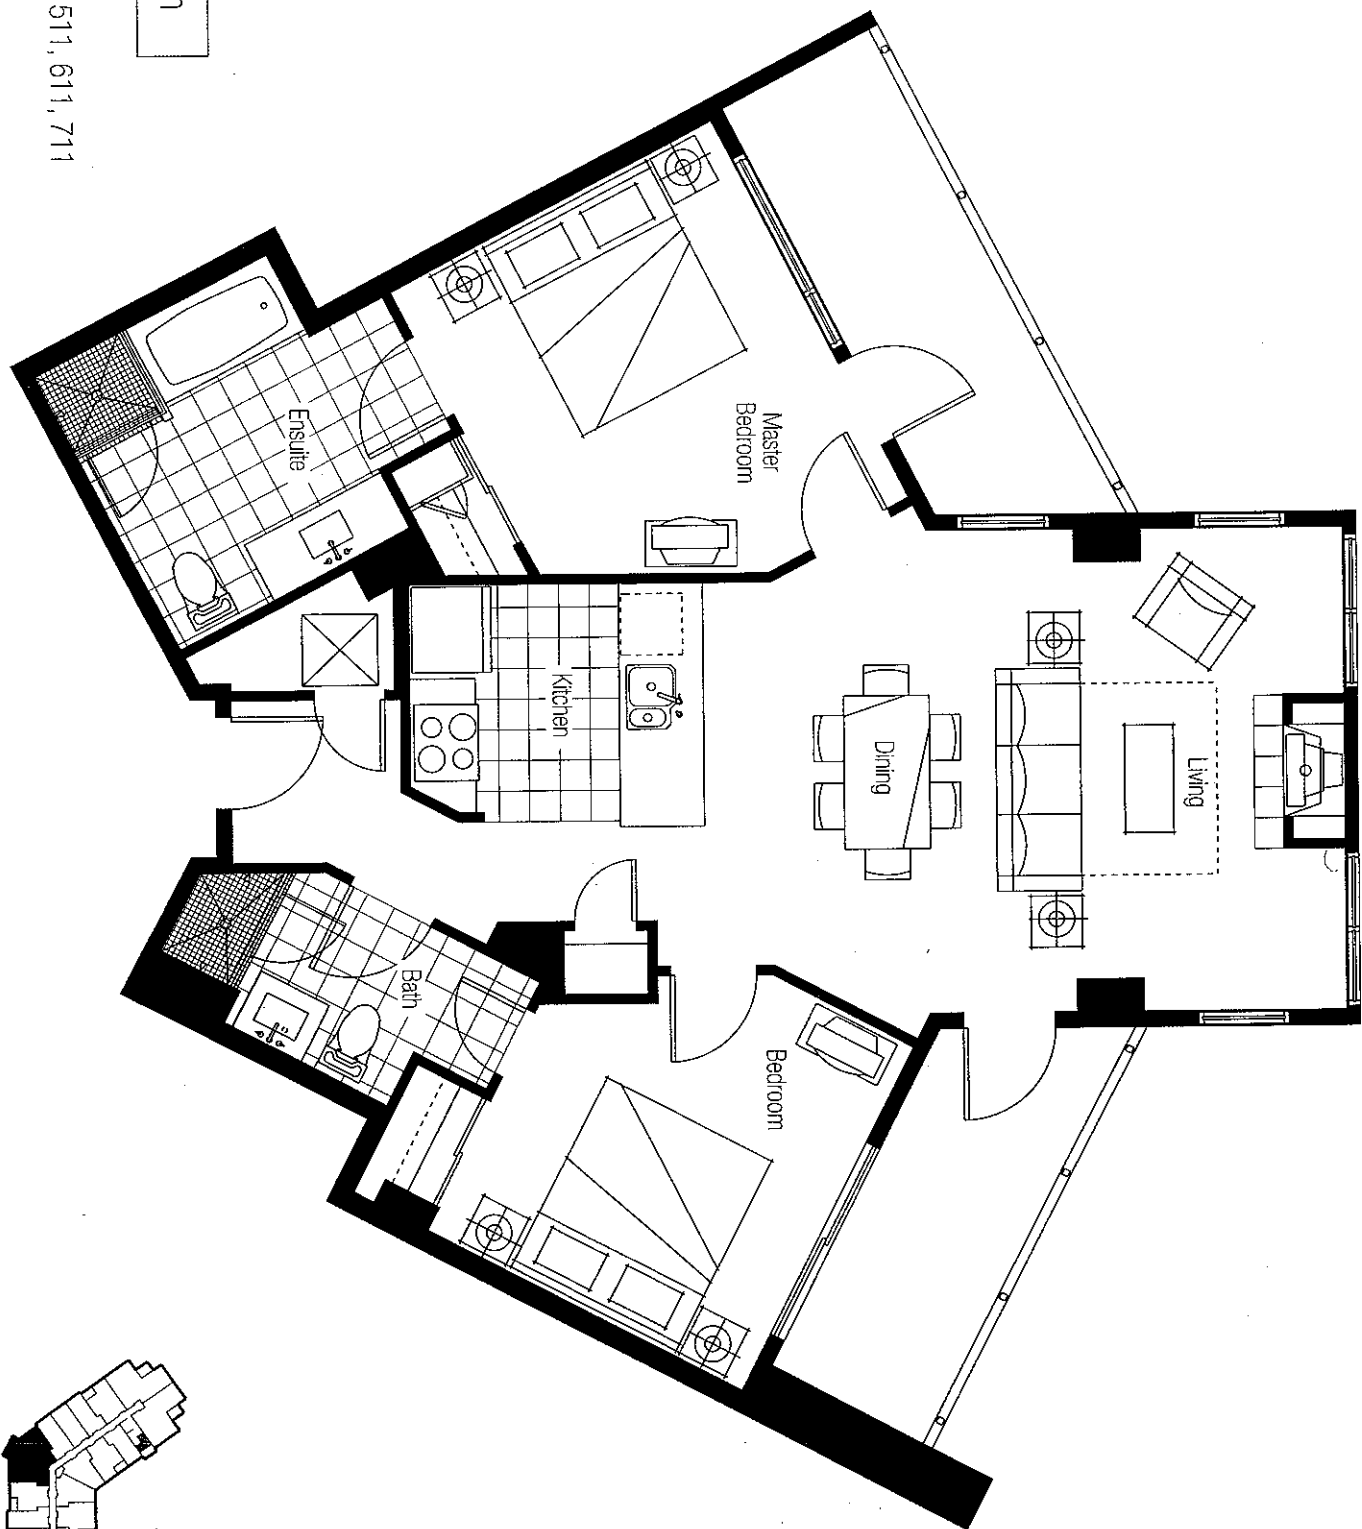 511, 611, 711
Master
Bedroom
Ensuite
Kitchen
Dining
Living
Bath
Bedroom